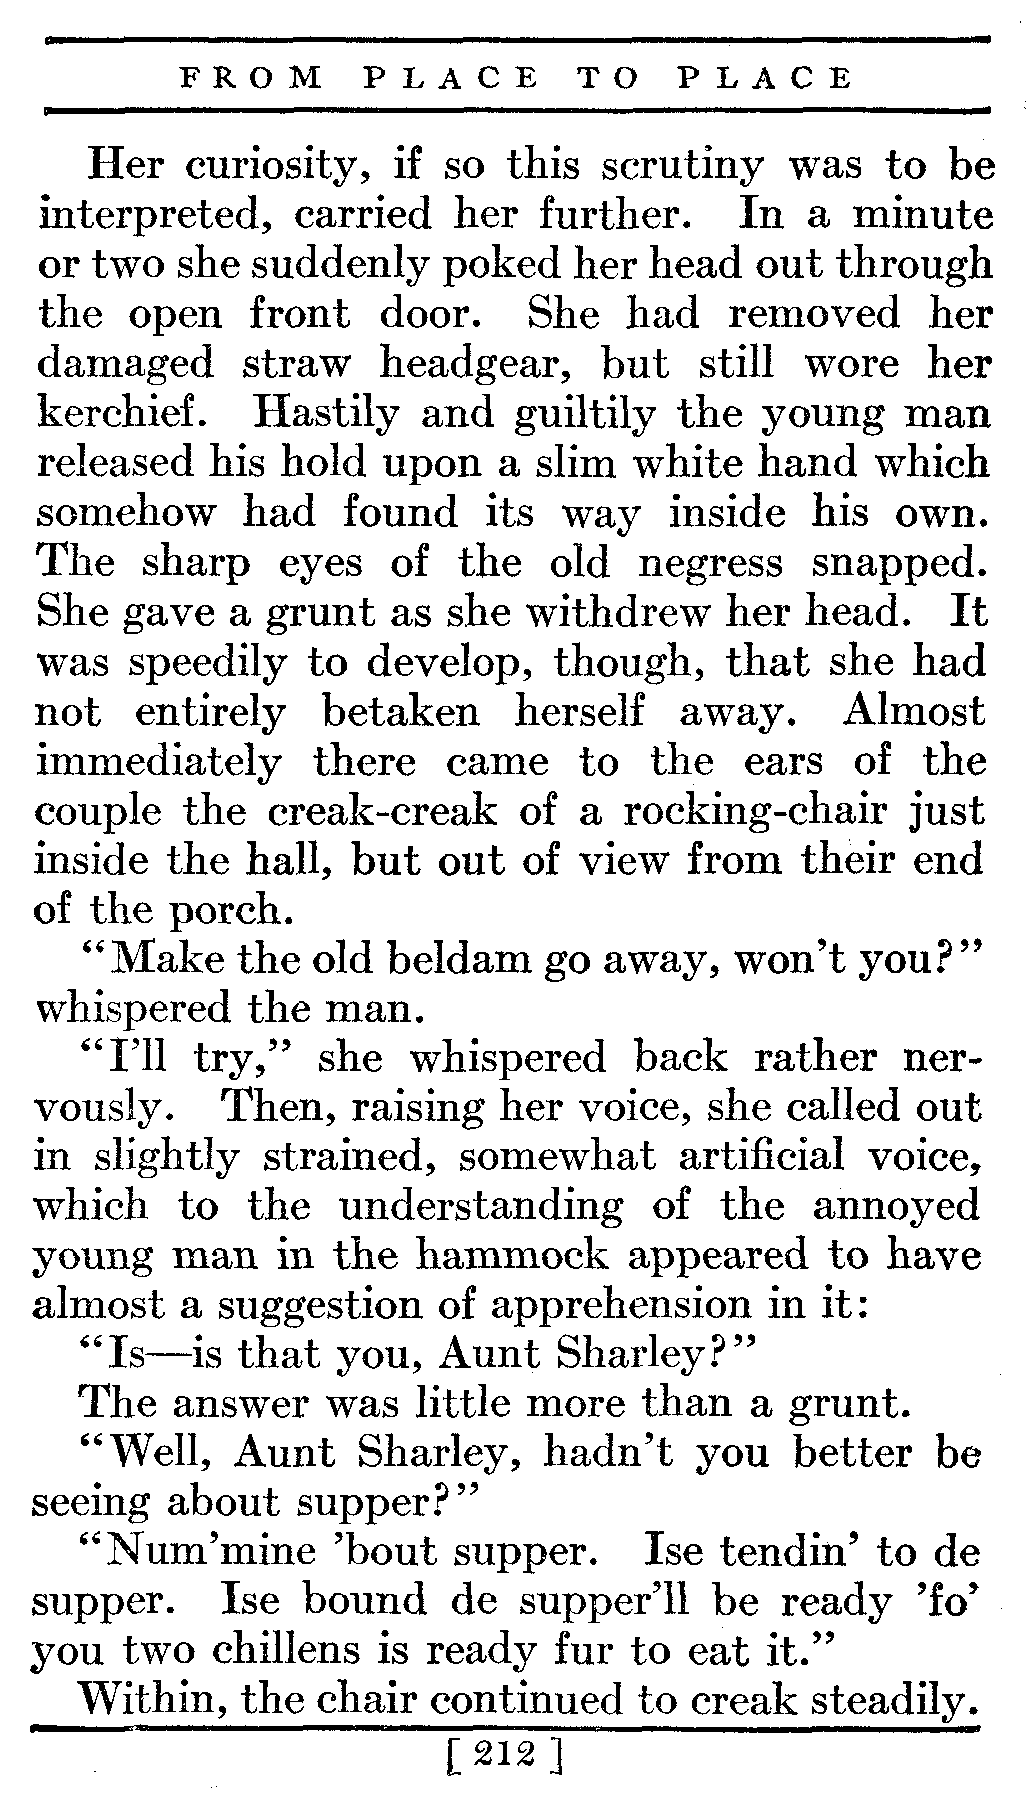 FROM PLACE TO PLACE
Her curiosity, if so this scrutiny was to be
interpreted, carried her further. In a minute
or two she suddenly poked her head out through
the open front door. She had removed her
damaged straw headgear, but still wore her
kerchief. Hastily and guiltily the young man
released his hold upon a slim white hand which
somehow had found its way inside his own.
The sharp eyes of the old negress snapped.
She gave a grunt as she withdrew her head. It
was speedily to develop, though, that she had
not entirely betaken herself away. Almost
immediately there came to the ears of the
couple the creak-creak of a rocking-chair just
inside the hall, but out of view from their end
of the porch.
“Make the old beldam go away, won’t you?”
whispered the man.
“I’ll try,” she whispered back rather ner-
vously. Then, raising her voice, she called out
in slightly strained, somewhat artificial voice,
which to the understanding of the annoyed
young man in the hammock appeared to have
almost a suggestion of apprehension in it:
“Is—is that you, Aunt Sharley?”
The answer was little more than a grunt.
“Well, Aunt Sharley, hadn’t you better be
seeing about supper?”
“Num’mine ’bout supper. Ise tendin’ to de
supper. Ise bound de supper’ll be ready ’fo’
you two chillens is ready fur to eat it.”
Within, the chair continued to creak steadily.
[ 212 ]